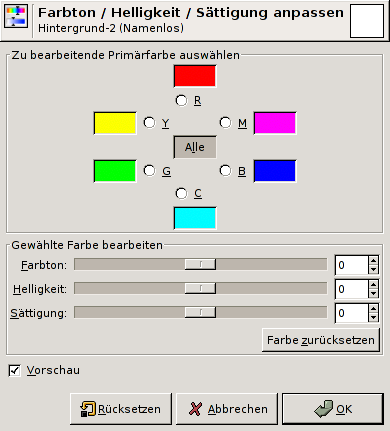 Farbton / Helligkeit / Sättigung anpassen
Hintergrund-2 (Namenlos)
Zu bearbeitende Primärfarbe auswählen
R
Y
M
Alle
G
B
C
Gewählte Farbe bearbeiten
Farbton: 0
Helligkeit: 0
Sättigung: 0
Farbe zurücksetzen
Vorschau
Rücksetzen Abbrechen OK